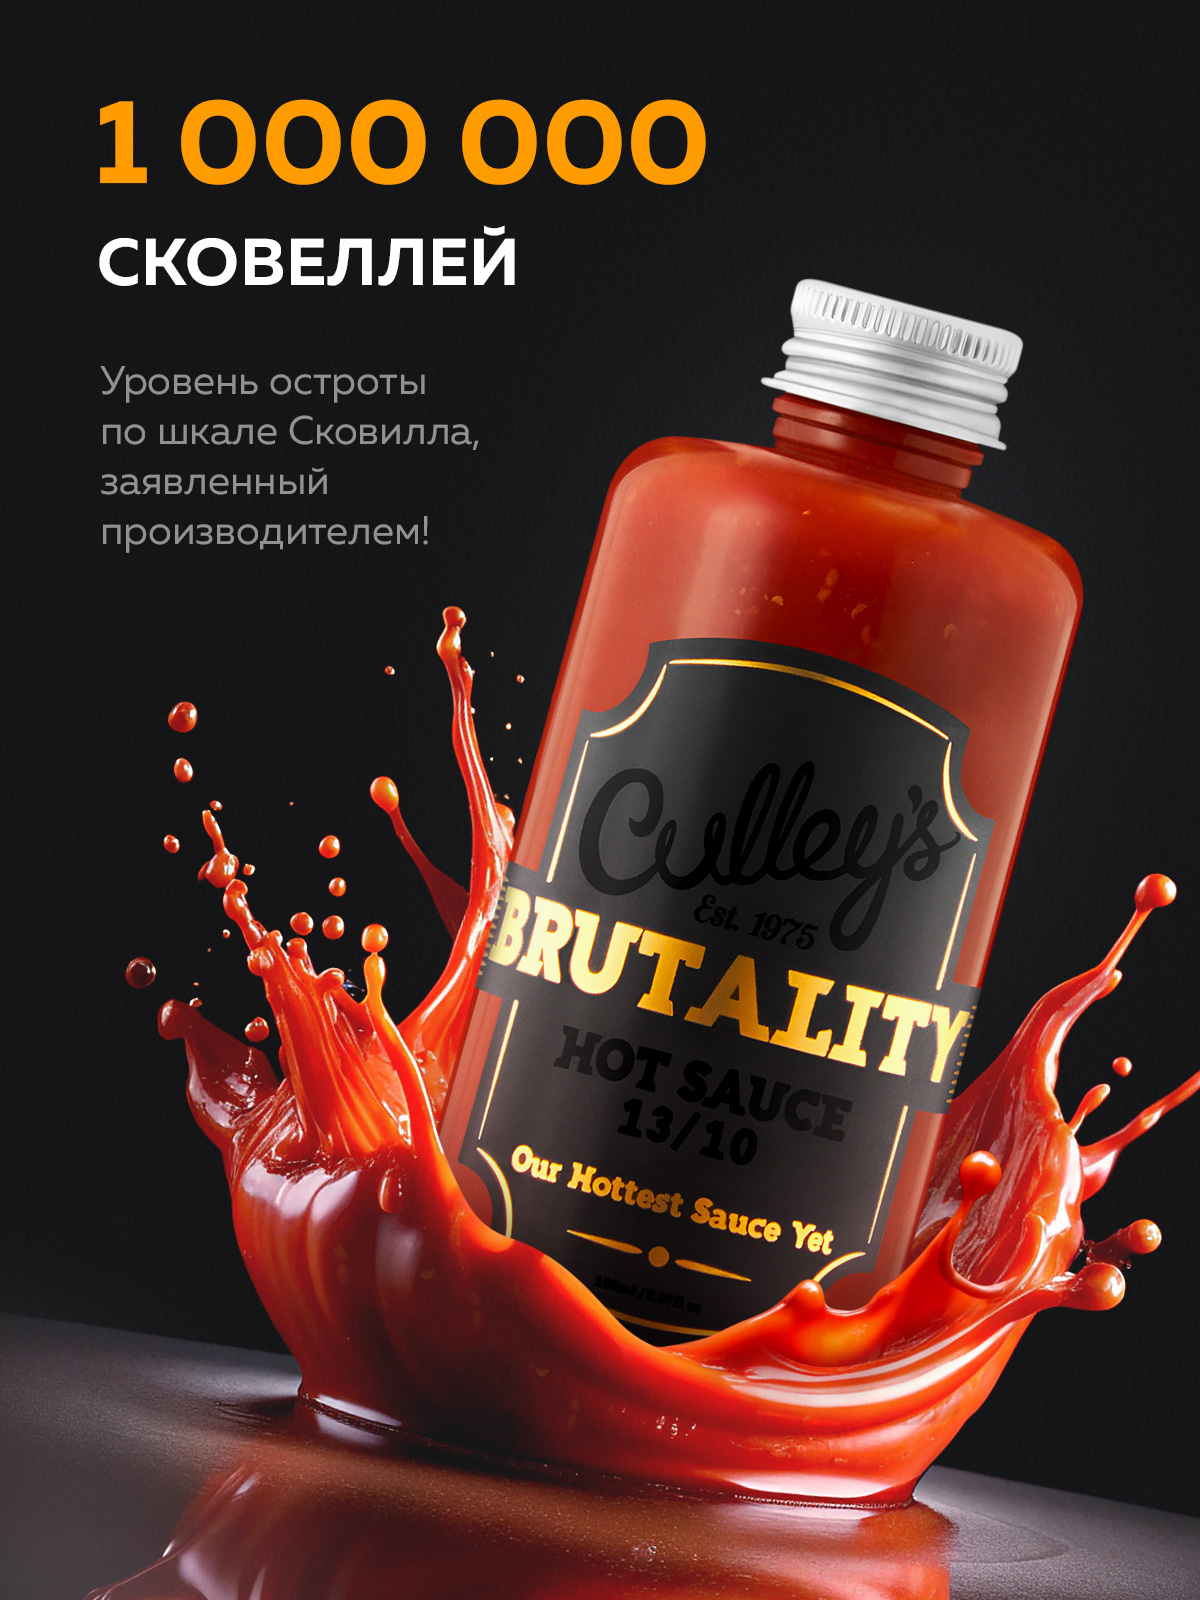 1 000 000
СКОВЕЛЛЕЙ
Уровень остроты
по шкале Сковилла,
заявленный
производителем!
Culley's
Est. 1975
BRUTALITY
HOT SAUCE
13/10
Our Hottest Sauce Yet